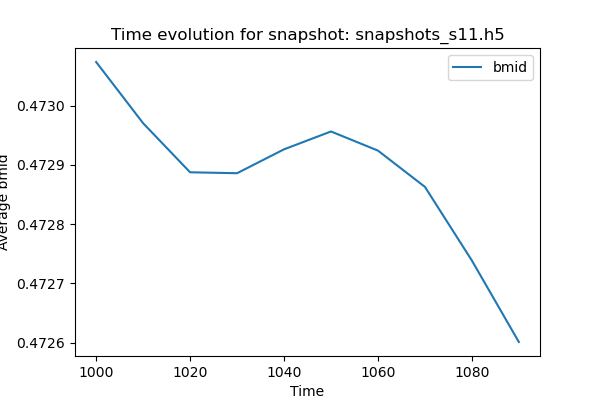 Time evolution for snapshot: snapshots_s11.h5
bmid
Average bmid
0.4730
0.4729
0.4728
0.4727
0.4726
1000 1020 1040 1060 1080
Time